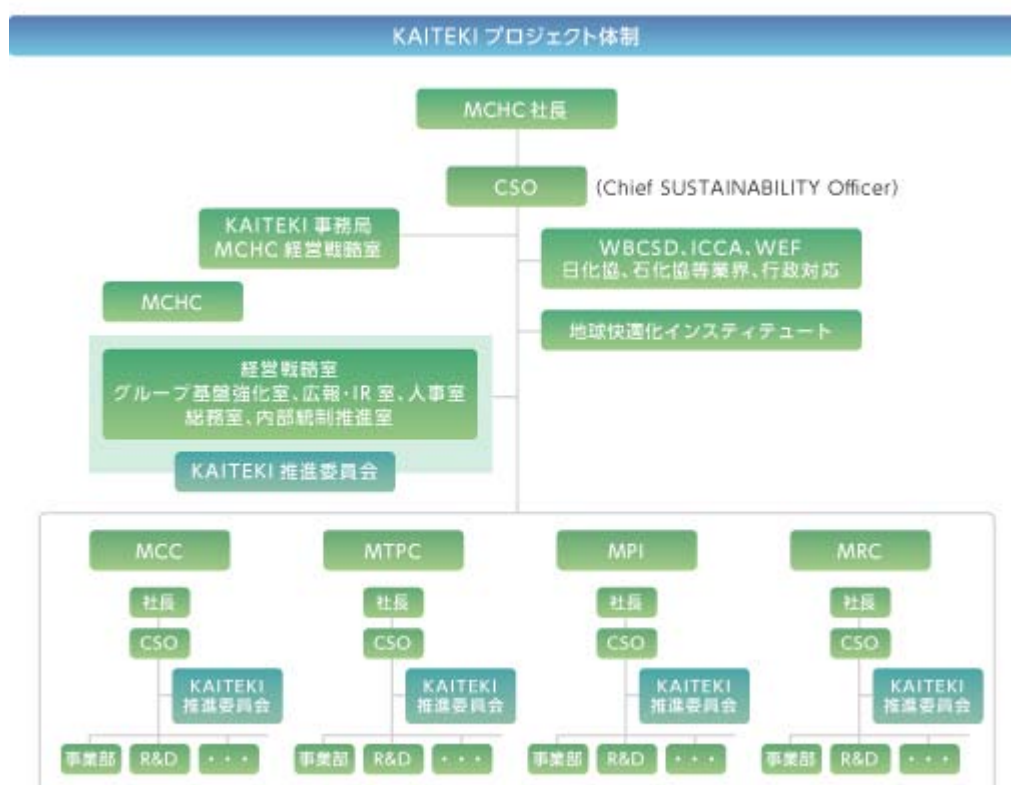 KAITEKI プロジェクト体制
MCHC 社長
CSO
(Chief SUSTAINABILITY Officer)
KAITEKI 事務局
MCHC 経営戦略室
WBCSD、ICCA、WEF
日化協、石化協等業界、行政対応
MCHC
地球快適化インスティテュート
経営戦略室
グループ基盤強化室、広報・IR 室、人事室
総務室、内部統制推進室
KAITEKI 推進委員会
MCC
MTPC
MPI
MRC
社長
社長
社長
社長
CSO
CSO
CSO
CSO
KAITEKI
推進委員会
KAITEKI
推進委員会
KAITEKI
推進委員会
KAITEKI
推進委員会
事業部
R&D
・・・
事業部
R&D
・・・
事業部
R&D
・・・
事業部
R&D
・・・